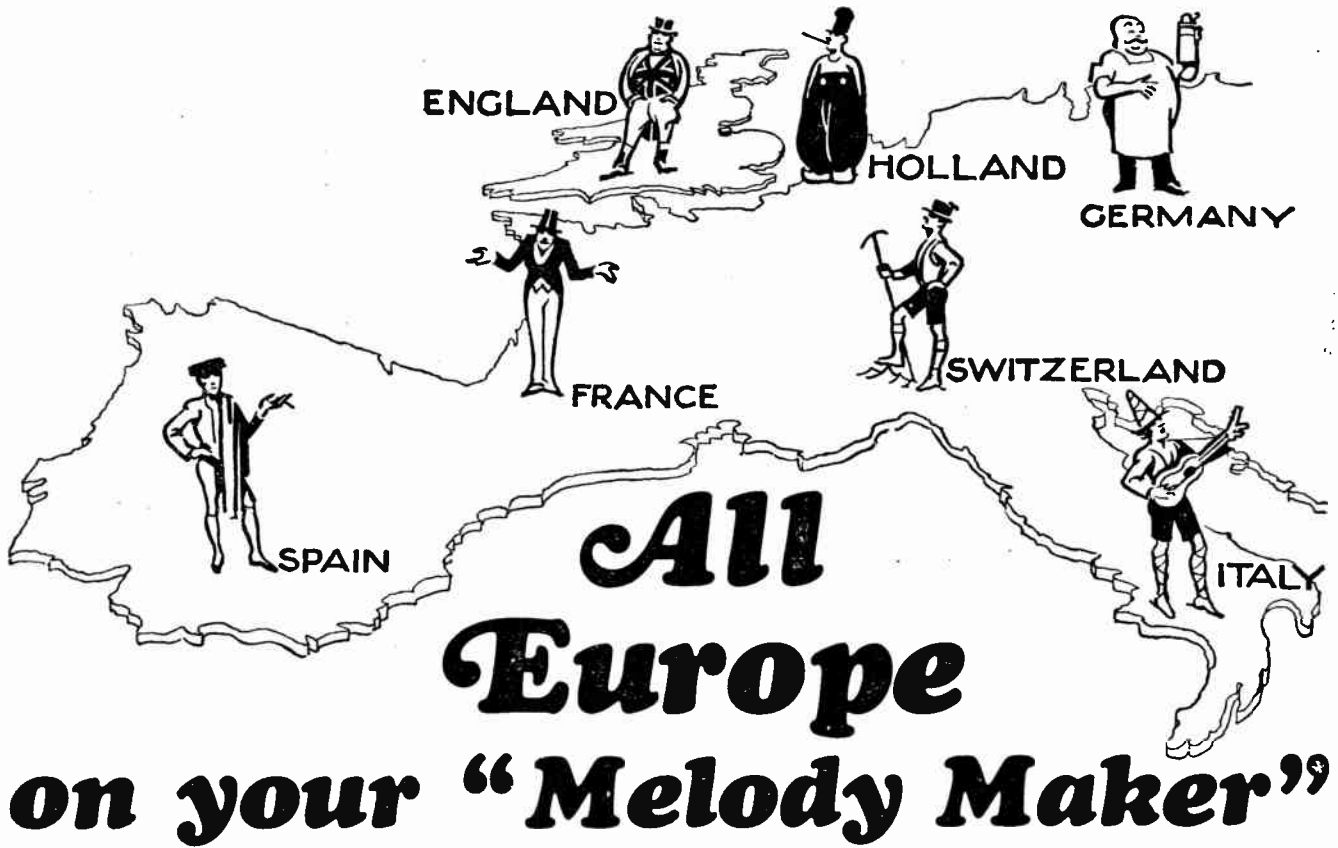 ENGLAND
HOLLAND
GERMANY
FRANCE
SWITZERLAND
SPAIN
ITALY
All
Europe
on your “Melody Maker”